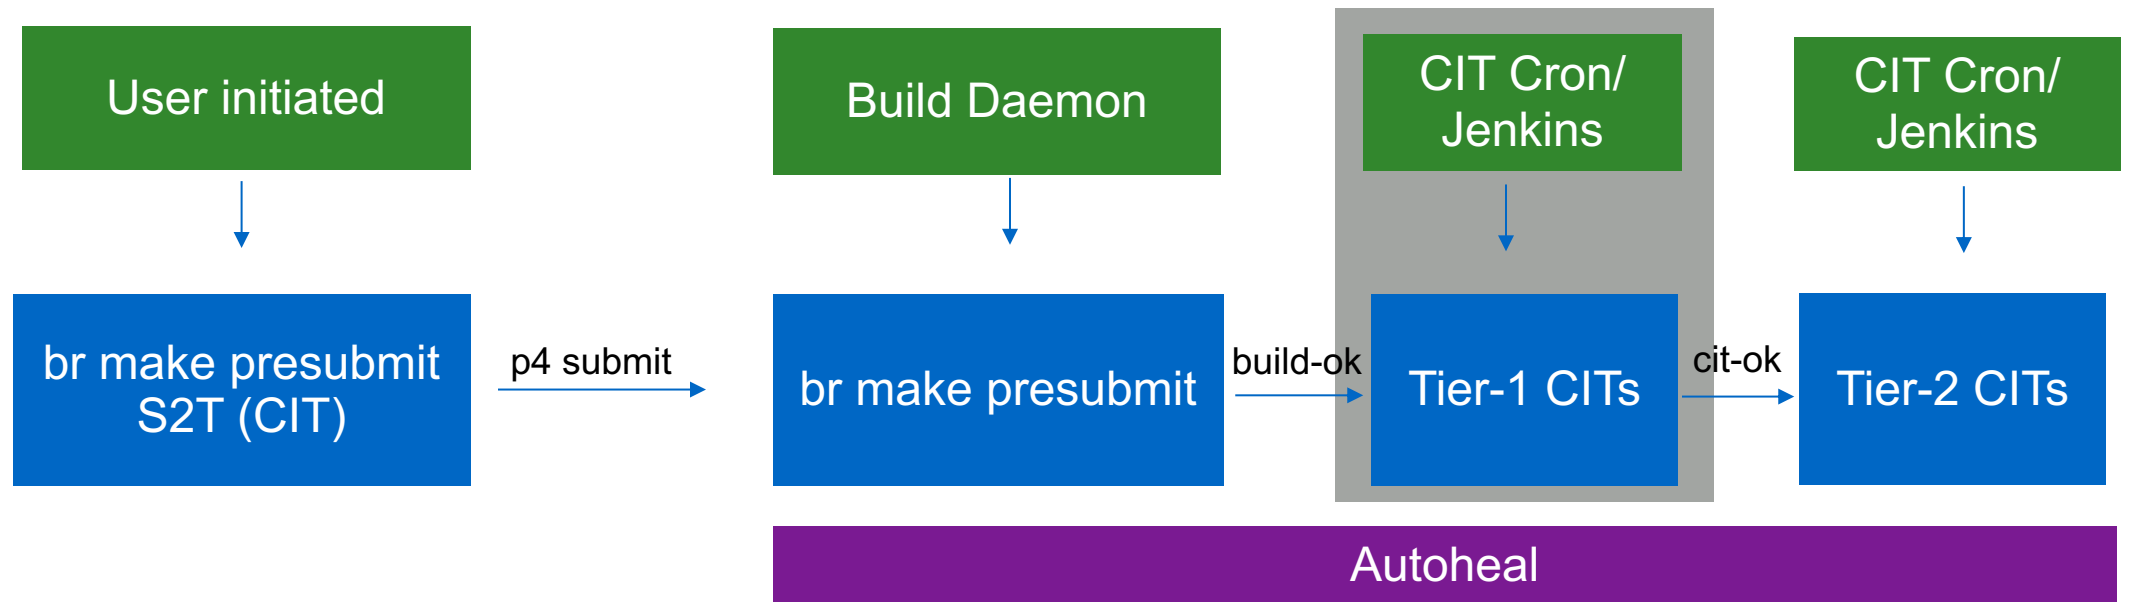 User initiated
Build Daemon
CIT Cron/
Jenkins
CIT Cron/
Jenkins
br make presubmit
S2T (CIT)
p4 submit
br make presubmit
build-ok
Tier-1 CITs
cit-ok
Tier-2 CITs
Autoheal